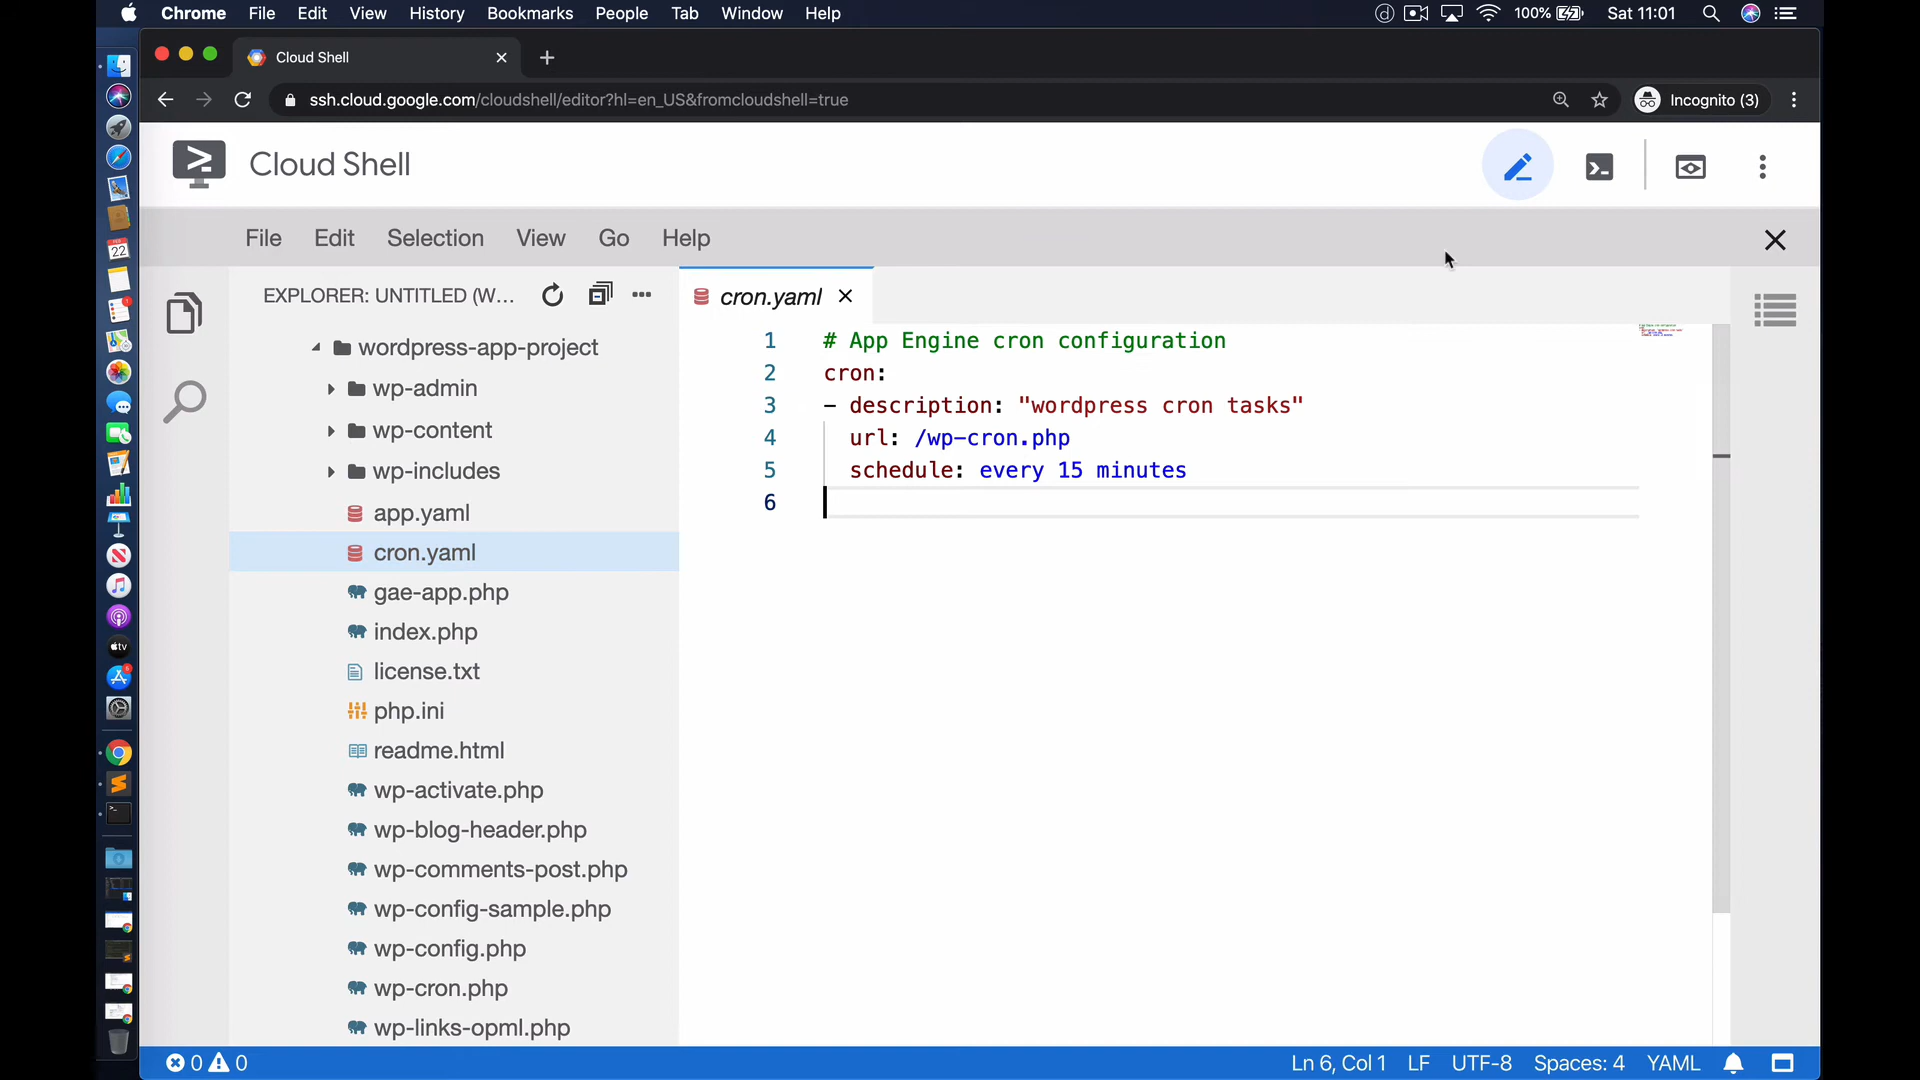 Chrome File Edit View History Bookmarks People Tab Window Help 100% Sat 11:01
Cloud Shell
ssh.cloud.google.com/cloudshell/editor?hl=en_US&fromcloudshell=true Incognito (3)
Cloud Shell
File Edit Selection View Go Help
EXPLORER: UNTITLED (W...
cron.yaml
wordpress-app-project
wp-admin
wp-content
wp-includes
app.yaml
cron.yaml
gae-app.php
index.php
license.txt
php.ini
readme.html
wp-activate.php
wp-blog-header.php
wp-comments-post.php
wp-config-sample.php
wp-config.php
wp-cron.php
wp-links-opml.php
1 # App Engine cron configuration
2 cron:
3 - description: "wordpress cron tasks"
4 url: /wp-cron.php
5 schedule: every 15 minutes
6
0 0 Ln 6, Col 1 LF UTF-8 Spaces: 4 YAML